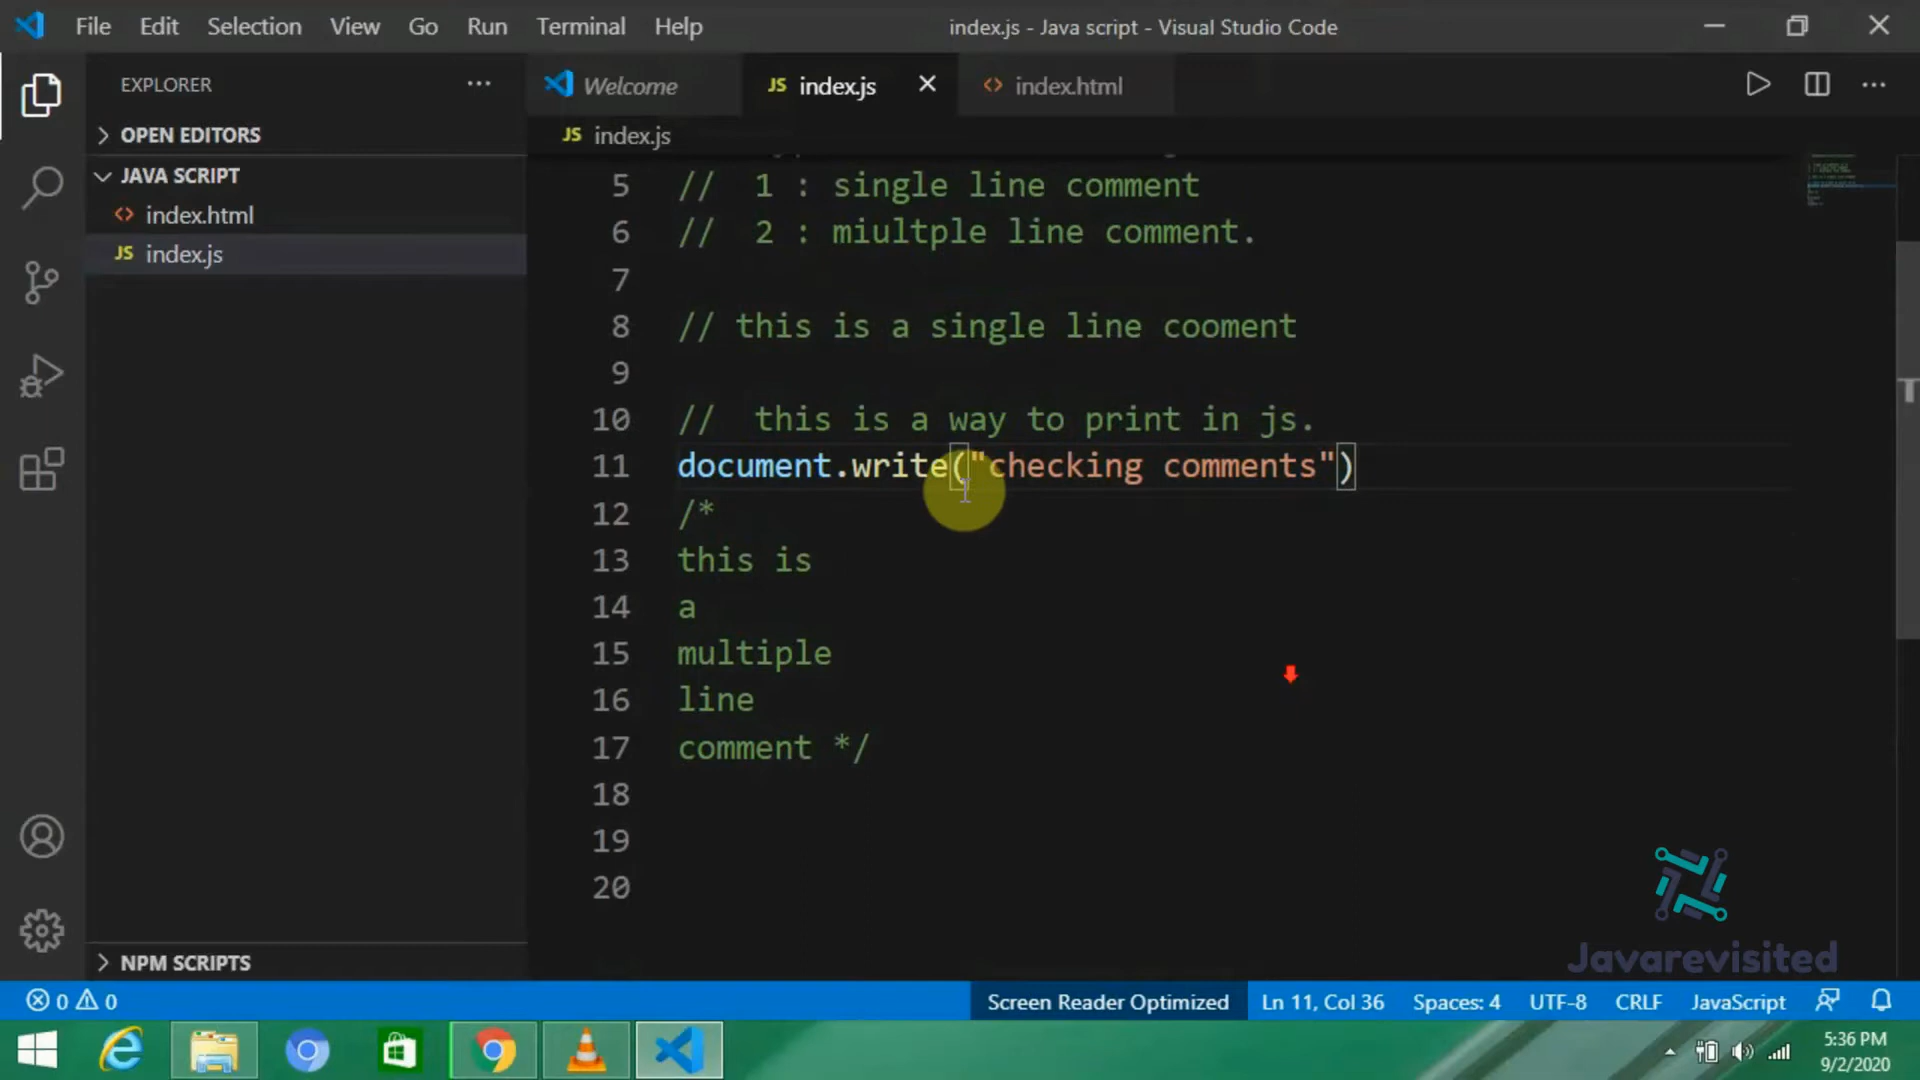 File Edit Selection View Go Run Terminal Help index.js - Java script - Visual Studio Code
EXPLORER
OPEN EDITORS
JAVA SCRIPT
<> index.html
JS index.js
NPM SCRIPTS
Welcome JS index.js <> index.html
JS index.js
5 // 1 : single line comment
6 // 2 : miultple line comment.
7
8 // this is a single line cooment
9
10 // this is a way to print in js.
11 document.write("checking comments")
12 /*
13 this is
14 a
15 multiple
16 line
17 comment */
18
19
20
Javarevisited
0 0 Screen Reader Optimized Ln 11, Col 36 Spaces: 4 UTF-8 CRLF JavaScript
5:36 PM
9/2/2020